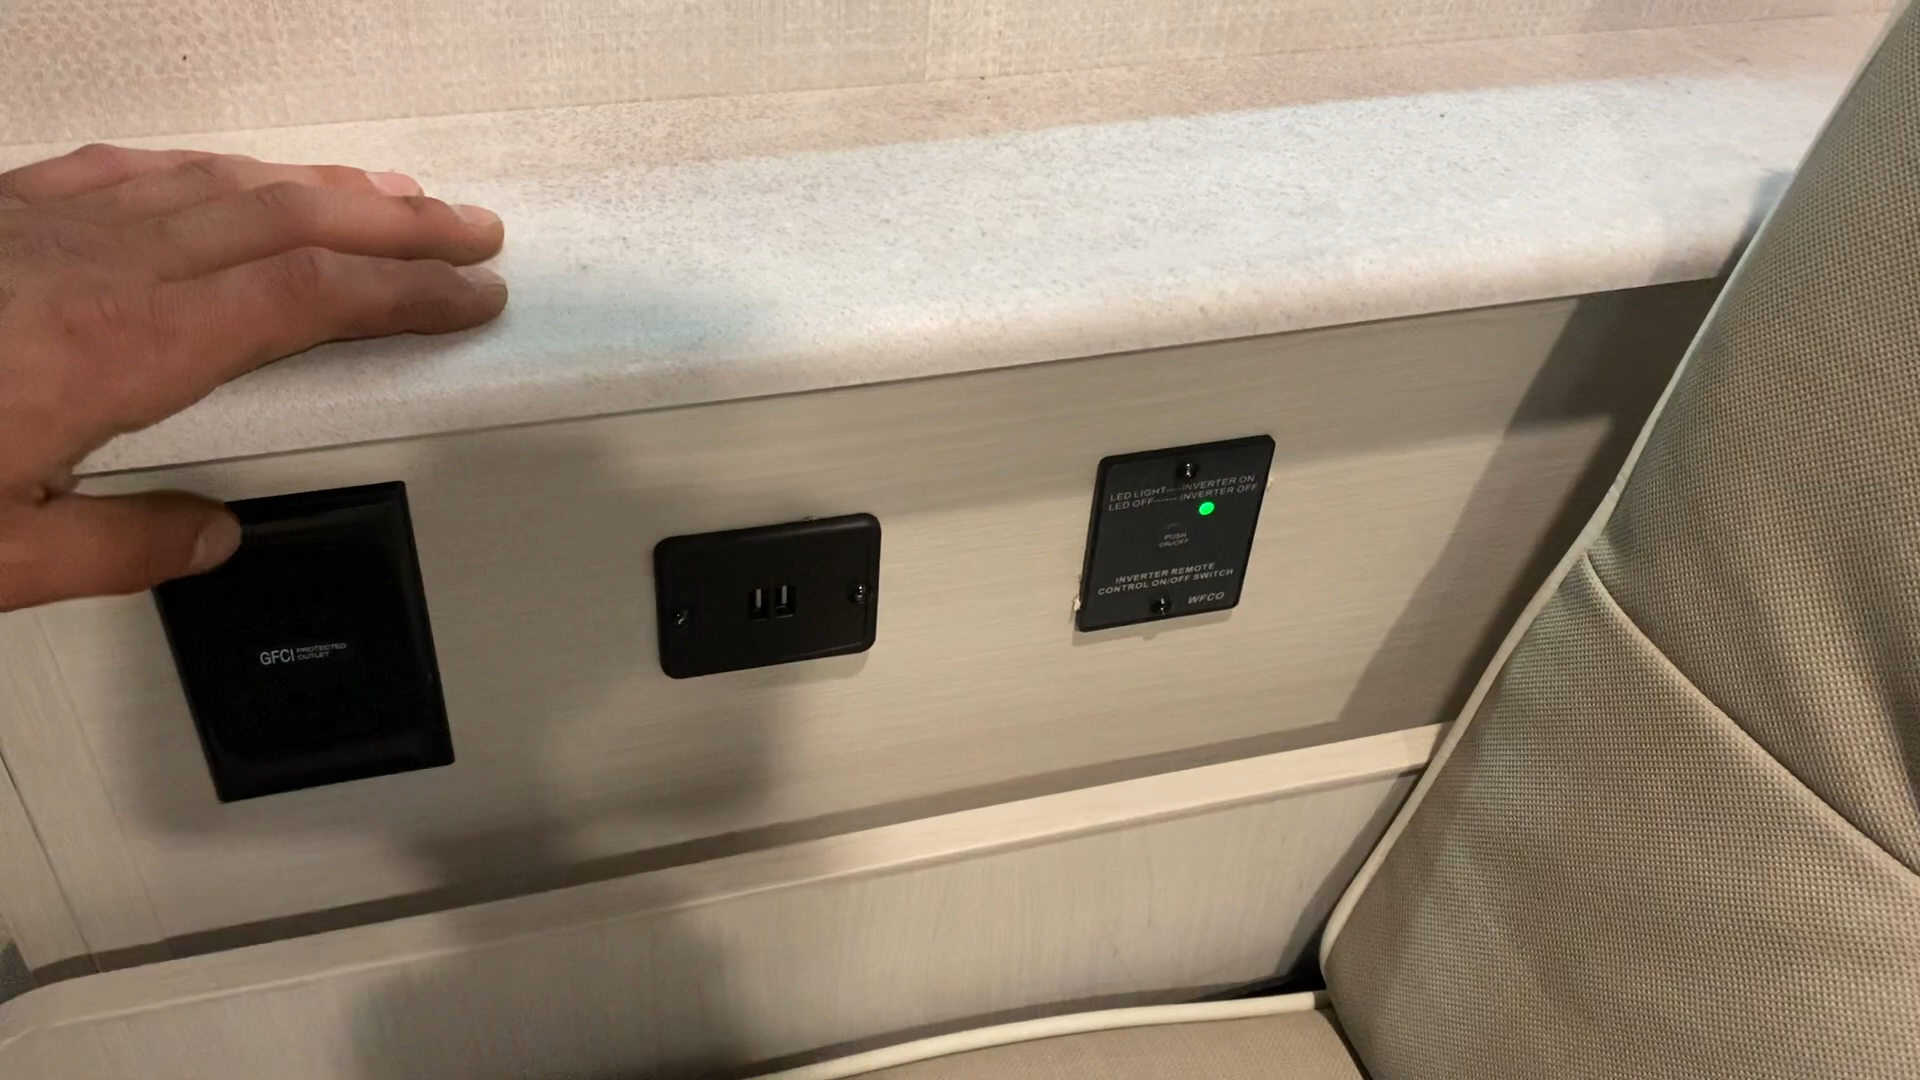 GFCI PROTECTED
OUTLET
LED LIGHT----INVERTER ON
LED OFF------- INVERTER OFF
PUSH
ON/OFF
INVERTER REMOTE
CONTROL ON/OFF SWITCH
WFCO